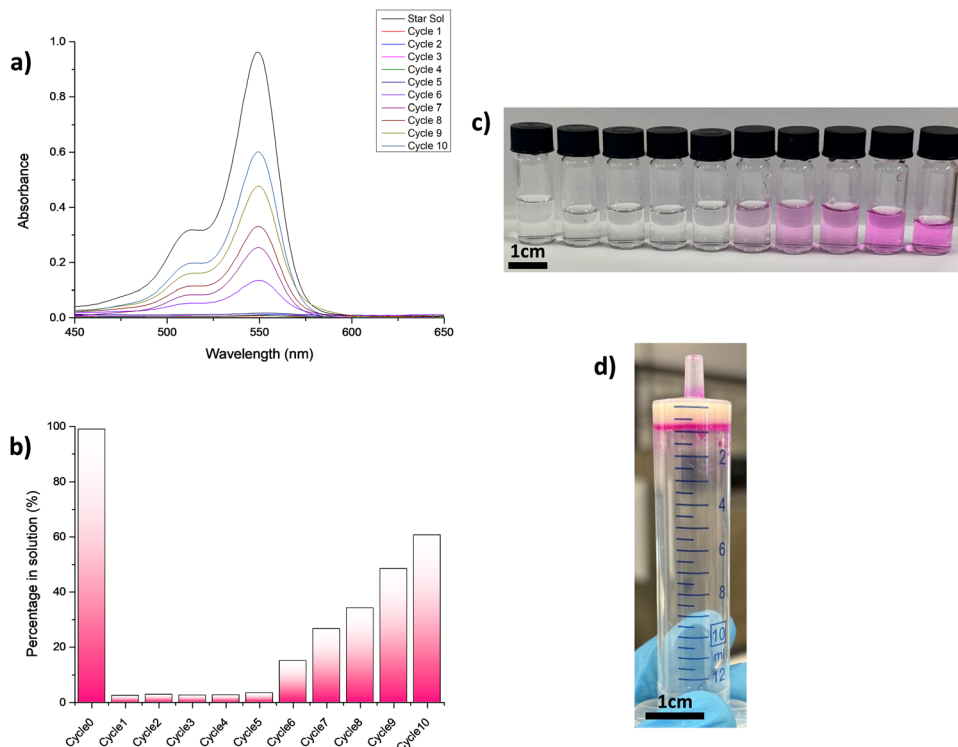 a)
Absorbance
1.0
0.8
0.6
0.4
0.2
0.0
450
500
550
600
650
Wavelength (nm)
Star Sol
Cycle 1
Cycle 2
Cycle 3
Cycle 4
Cycle 5
Cycle 6
Cycle 7
Cycle 8
Cycle 9
Cycle 10
c)
1cm
b)
Percentage in solution (%)
100
80
60
40
20
0
Cycle0
Cycle1
Cycle2
Cycle3
Cycle4
Cycle5
Cycle6
Cycle7
Cycle8
Cycle9
Cycle10
d)
2
4
6
8
10
ml
12
1cm